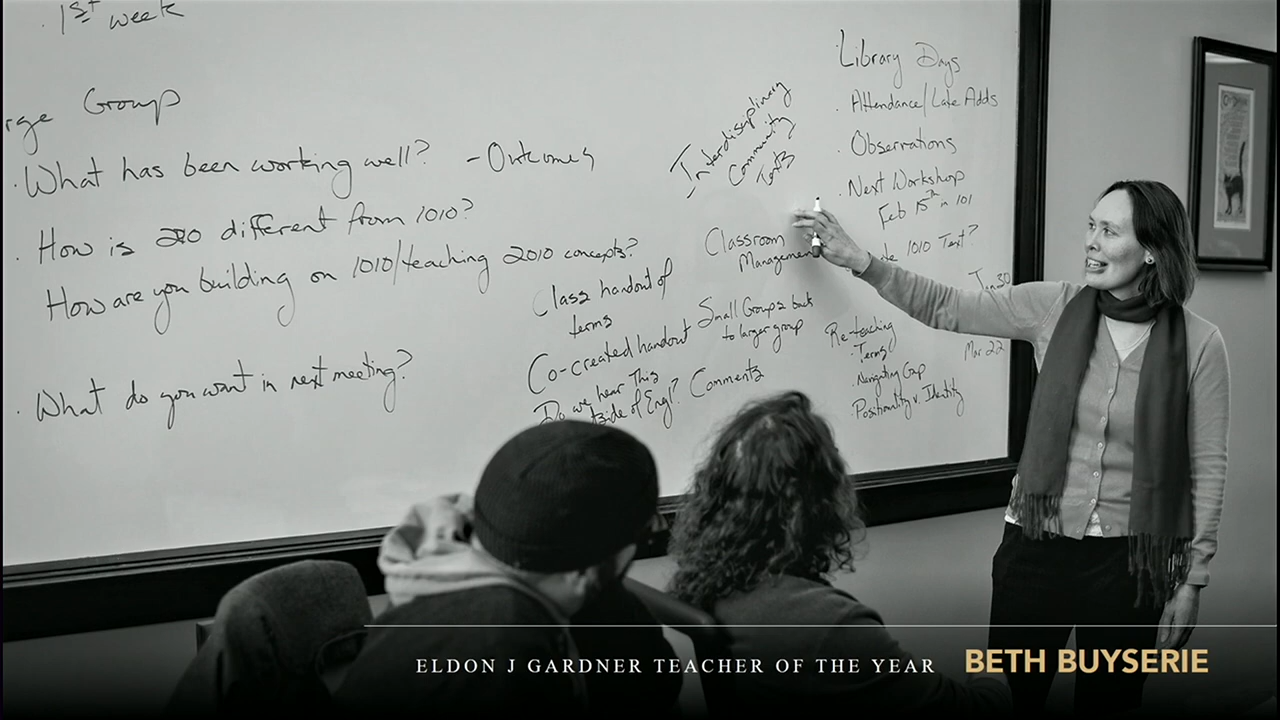 · 1st week
rge Group
· What has been working well? - Outcomes
· How is 2010 different from 1010?
How are you building on 1010/teaching 2010 concepts?
· What do you want in next meeting?
Class handout of
terms
Co-created handout
Do we hear this
side of Engl?
Interdisciplinary
Community
Classroom
Management
Small Groups back
to larger group
Comments
Library Days
· Attendance/Late Adds
· Observations
· Next Workshop
Feb 15th in 101
1010 Text?
Jan 30
Mar 22
Re-teaching
· Terms
· Navigating Group
· Positionality v. Identity
ELDON J GARDNER TEACHER OF THE YEAR BETH BUYSERIE